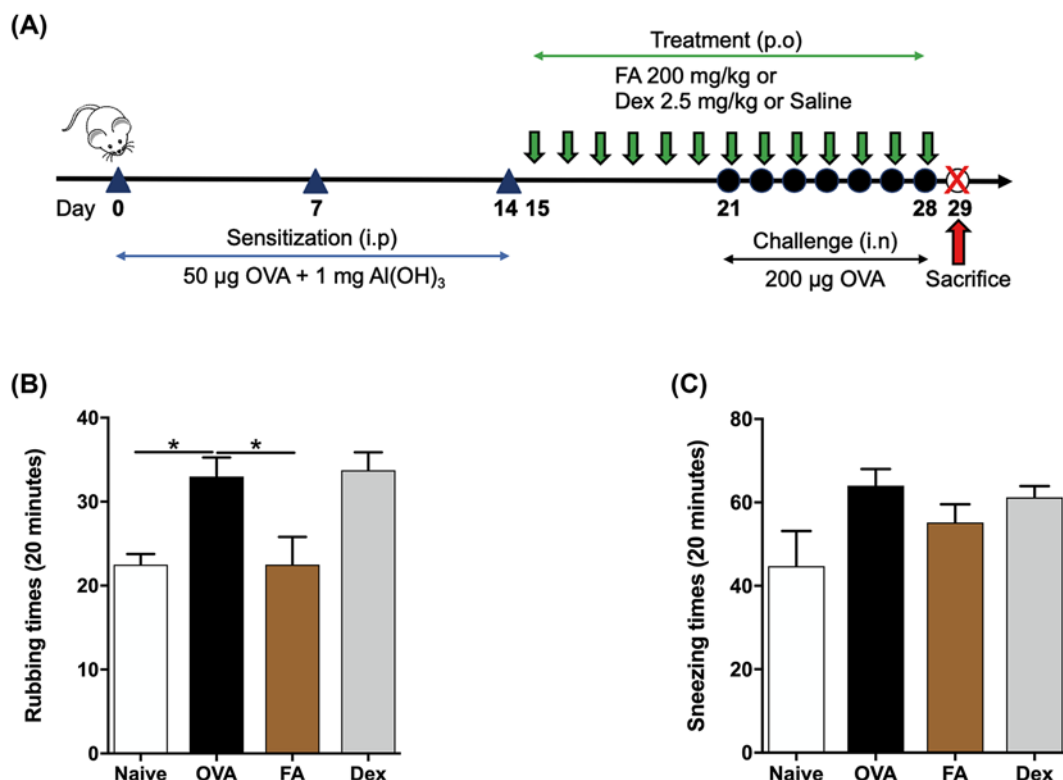 (A)
Treatment (p.o)
FA 200 mg/kg or
Dex 2.5 mg/kg or Saline
Day 0 7 14 15 21 28 29
Sensitization (i.p)
50 µg OVA + 1 mg Al(OH)₃
Challenge (i.n)
200 µg OVA
Sacrifice
(B)
Rubbing times (20 minutes)
40
30
20
10
0
* *
Naive OVA FA Dex
(C)
Sneezing times (20 minutes)
80
60
40
20
0
Naive OVA FA Dex